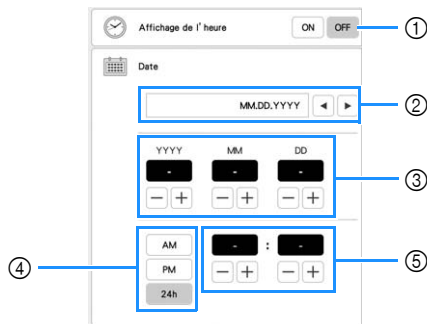 Affichage de l'heure ON OFF ①
Date
MM.DD.YYYY ◀ ▶ ②
YYYY MM DD
- - - ③
− + − + − +
④ AM - : - ⑤
PM − + − +
24h